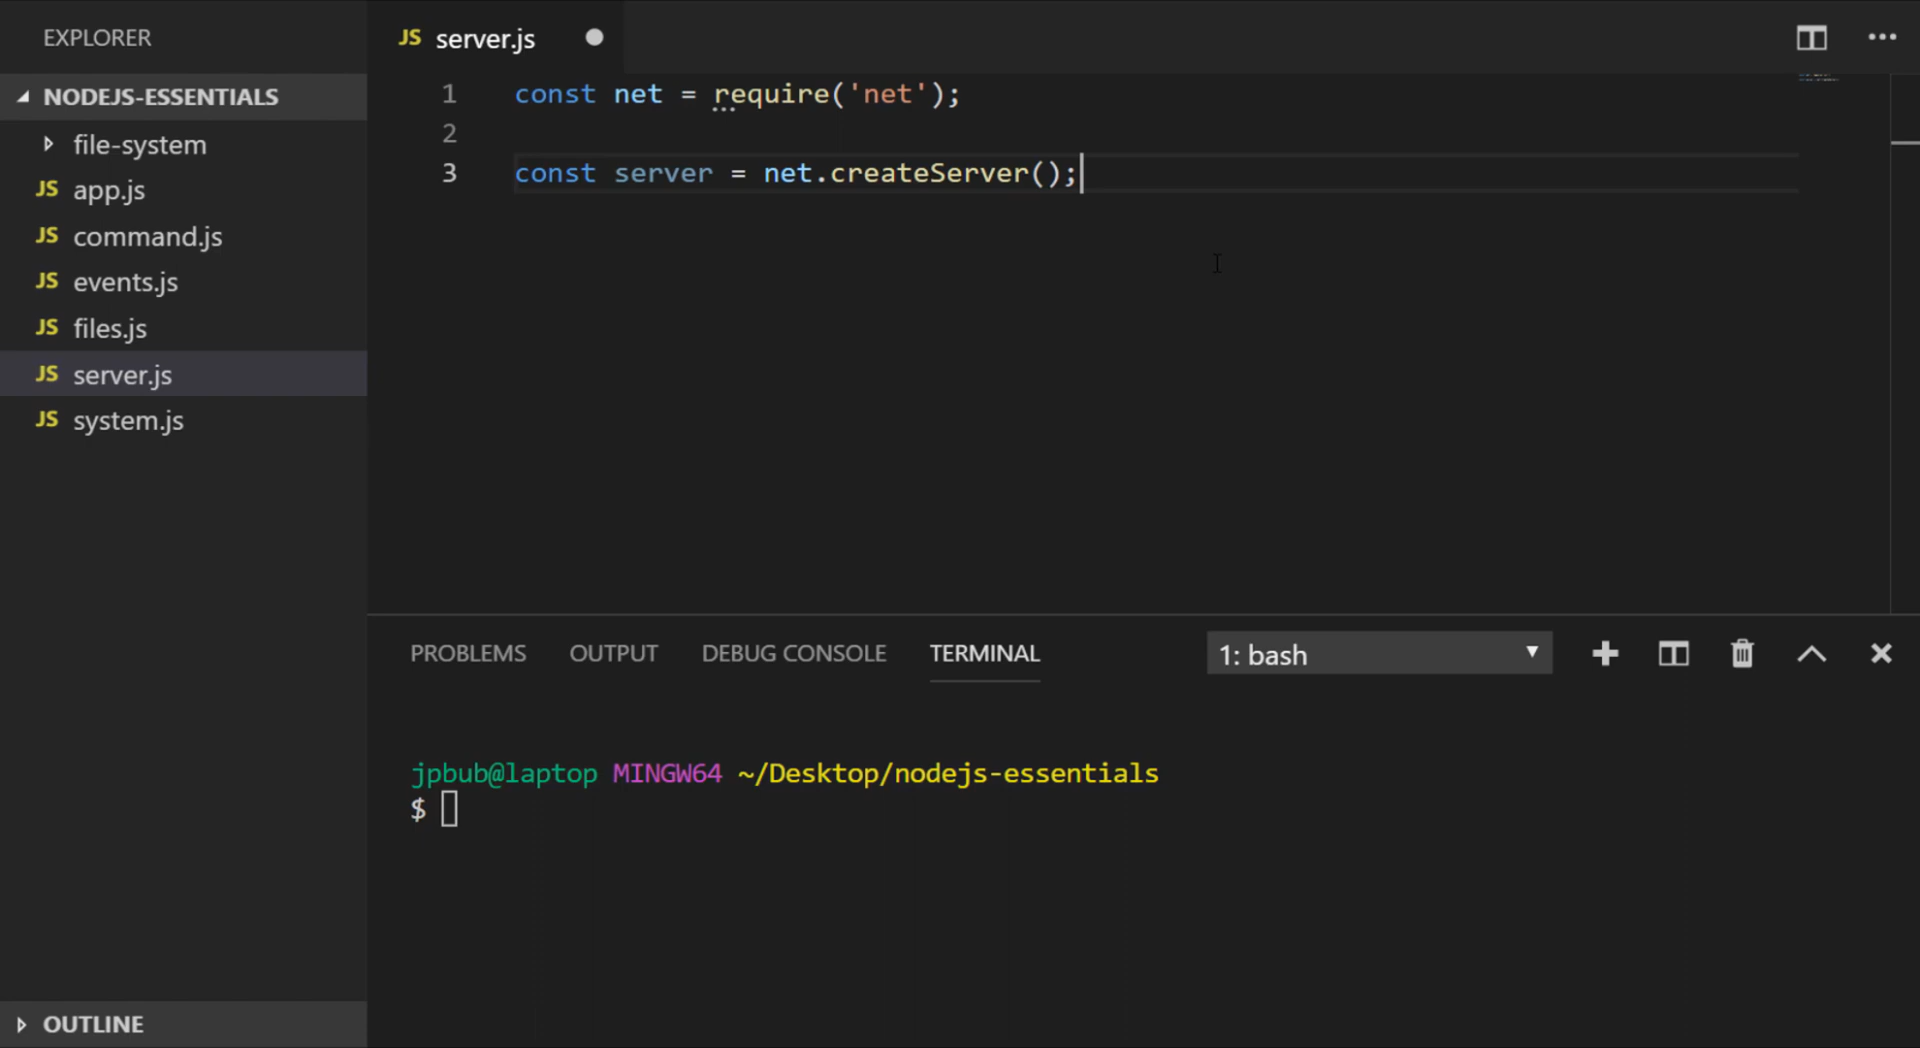 EXPLORER
NODEJS-ESSENTIALS
file-system
JS app.js
JS command.js
JS events.js
JS files.js
JS server.js
JS system.js
OUTLINE
JS server.js
1 const net = require('net');
2
3 const server = net.createServer();
PROBLEMS OUTPUT DEBUG CONSOLE TERMINAL 1: bash
jpbub@laptop MINGW64 ~/Desktop/nodejs-essentials
$